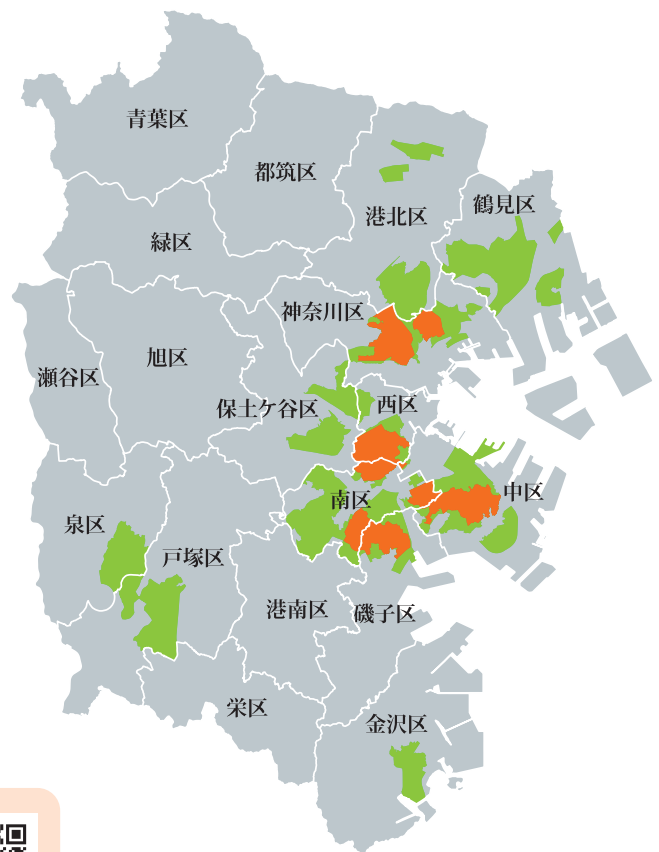 青葉区
都筑区
港北区
鶴見区
緑区
神奈川区
旭区
瀬谷区
保土ケ谷区
西区
南区
中区
泉区
戸塚区
港南区
磯子区
栄区
金沢区